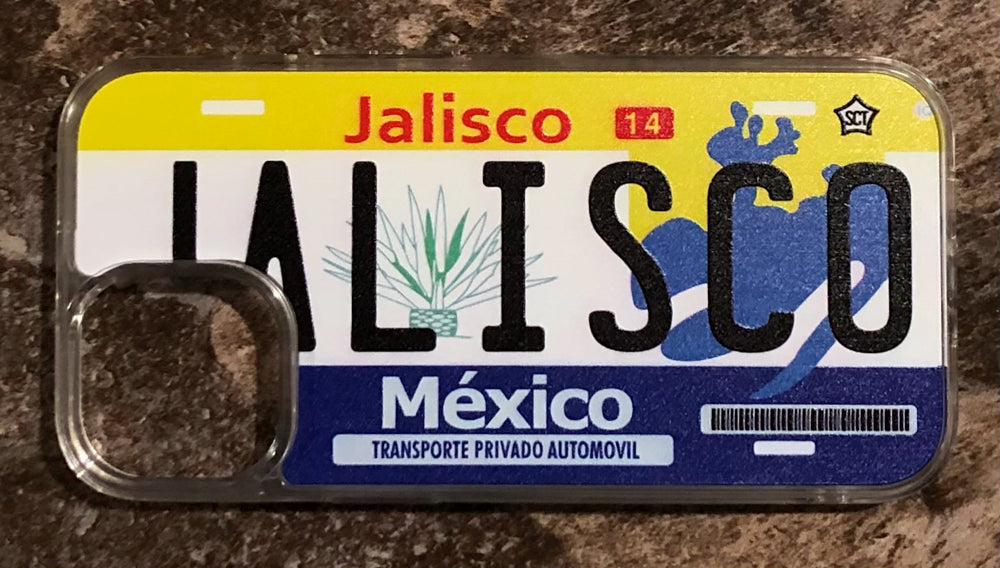 Jalisco 14 SCT
JALISCO
México
TRANSPORTE PRIVADO AUTOMOVIL